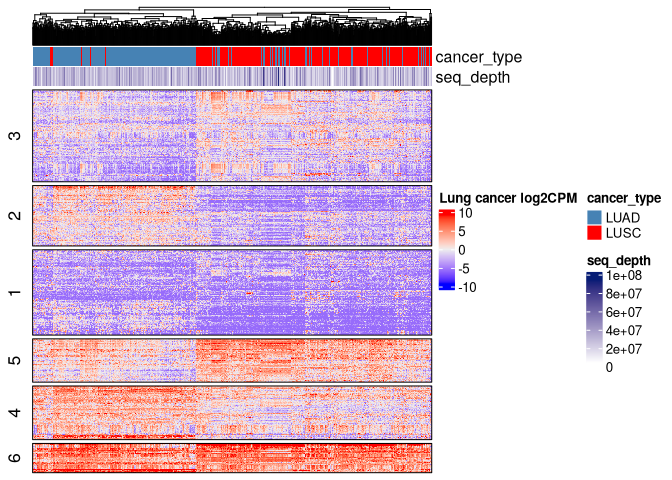 cancer_type
seq_depth
3
2
1
5
4
6
Lung cancer log2CPM
10
5
0
-5
-10
cancer_type
LUAD
LUSC
seq_depth
1e+08
8e+07
6e+07
4e+07
2e+07
0